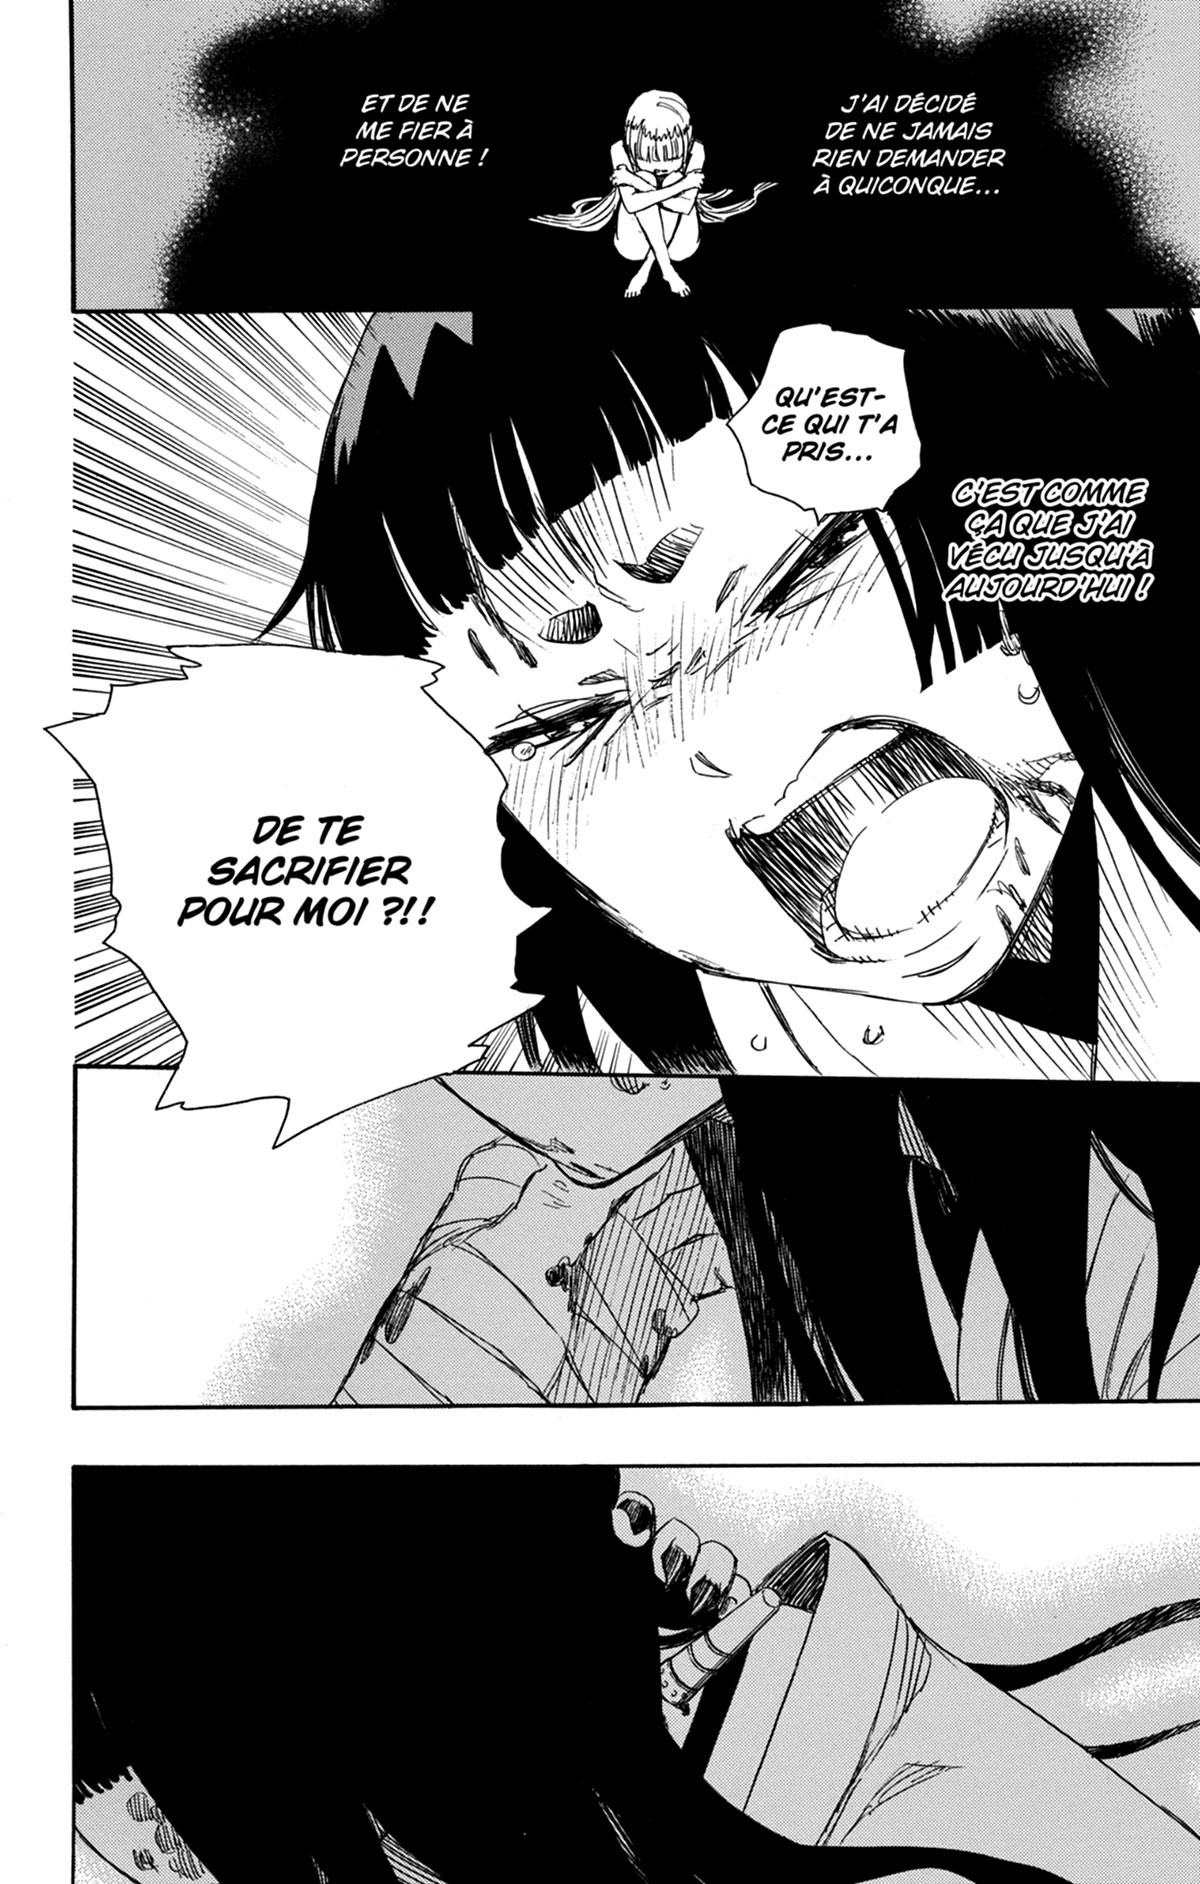 J'AI DÉCIDÉ
DE NE JAMAIS
RIEN DEMANDER
À QUICONQUE...
ET DE NE
ME FIER À
PERSONNE !
QU'EST-
CE QUI T'A
PRIS...
C'EST COMME
ÇA QUE J'AI
VÉCU JUSQU'À
AUJOURD'HUI !
DE TE
SACRIFIER
POUR MOI ?!!